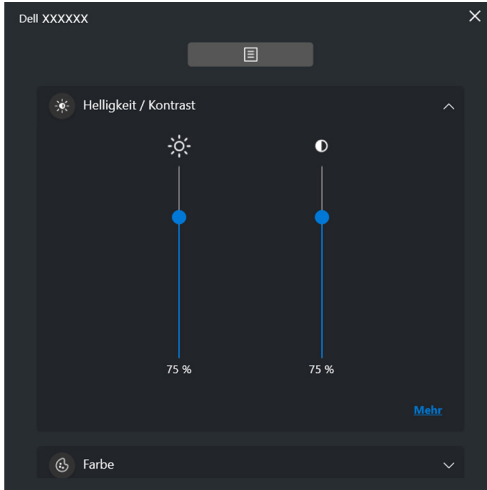 Dell XXXXXX
Helligkeit / Kontrast
75 % 75 %
Mehr
Farbe